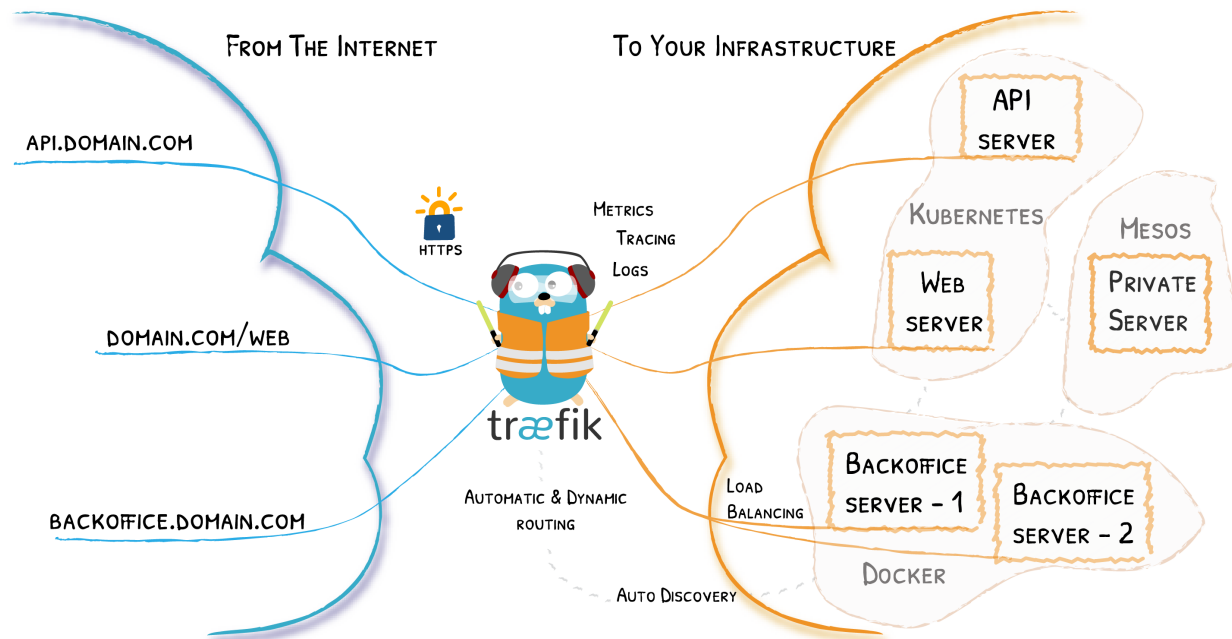 From The Internet
To Your Infrastructure
api.domain.com
domain.com/web
backoffice.domain.com
HTTPS
Metrics
Tracing
Logs
træfik
Automatic & Dynamic
routing
Auto Discovery
Load
Balancing
API
server
Kubernetes
Web
server
Mesos
Private
Server
Backoffice
server - 1
Backoffice
server - 2
Docker